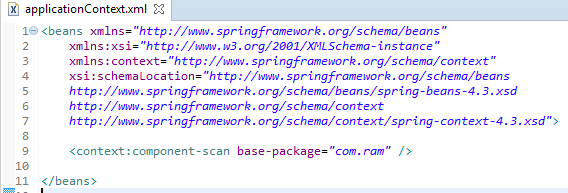 applicationContext.xml
1 <beans xmlns="http://www.springframework.org/schema/beans"
2 xmlns:xsi="http://www.w3.org/2001/XMLSchema-instance"
3 xmlns:context="http://www.springframework.org/schema/context"
4 xsi:schemaLocation="http://www.springframework.org/schema/beans
5 http://www.springframework.org/schema/beans/spring-beans-4.3.xsd
6 http://www.springframework.org/schema/context
7 http://www.springframework.org/schema/context/spring-context-4.3.xsd">
8
9 <context:component-scan base-package="com.ram" />
10
11 </beans>